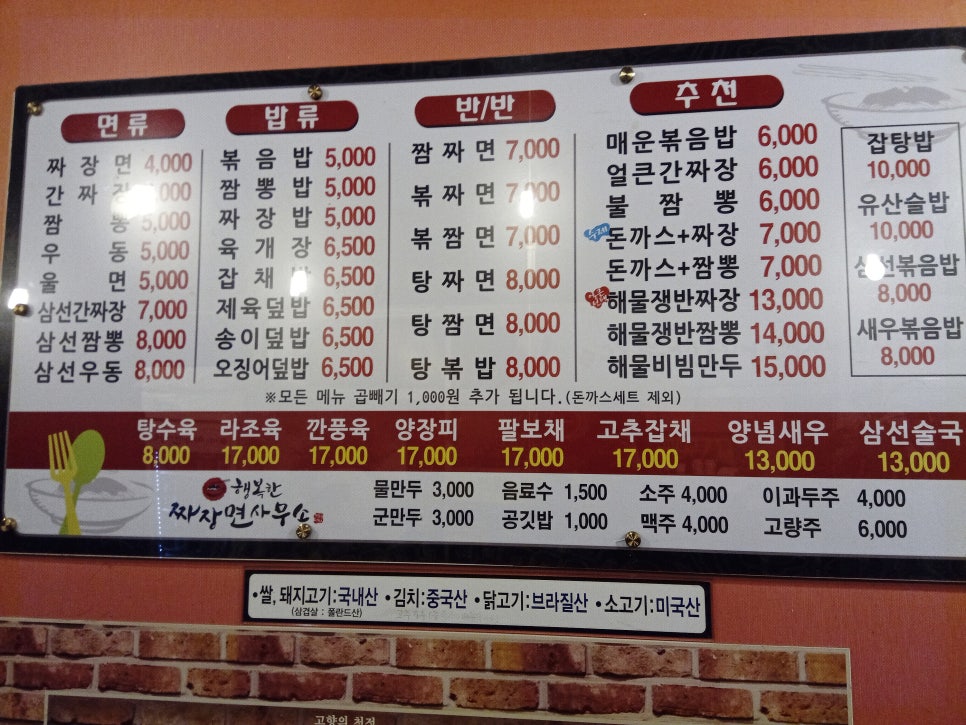 면류
짜장면 4,000
간짜장 5,000
짬뽕 5,000
우동 5,000
울면 5,000
삼선간짜장 7,000
삼선짬뽕 8,000
삼선우동 8,000
밥류
볶음밥 5,000
짬뽕밥 5,000
짜장밥 5,000
육개장 6,500
잡채밥 6,500
제육덮밥 6,500
송이덮밥 6,500
오징어덮밥 6,500
반/반
짬짜면 7,000
볶짜면 7,000
볶짬면 7,000
탕짜면 8,000
탕짬면 8,000
탕볶밥 8,000
추천
매운볶음밥 6,000
얼큰간짜장 6,000
불짬뽕 6,000
돈까스+짜장 7,000
돈까스+짬뽕 7,000
해물쟁반짜장 13,000
해물쟁반짬뽕 14,000
해물비빔만두 15,000
잡탕밥
10,000
유산슬밥
10,000
삼선볶음밥
8,000
새우볶음밥
8,000
※모든 메뉴 곱빼기 1,000원 추가 됩니다.(돈까스세트 제외)
탕수육 라조육 깐풍육 양장피 팔보채 고추잡채 양념새우 삼선술국
8,000 17,000 17,000 17,000 17,000 17,000 13,000 13,000
행복한
짜장면사무소
물만두 3,000 음료수 1,500 소주 4,000 이과두주 4,000
군만두 3,000 공깃밥 1,000 맥주 4,000 고량주 6,000
•쌀, 돼지고기:국내산 •김치:중국산 •닭고기:브라질산 •소고기:미국산
(삼겹살 : 폴란드산)
고향의 천정